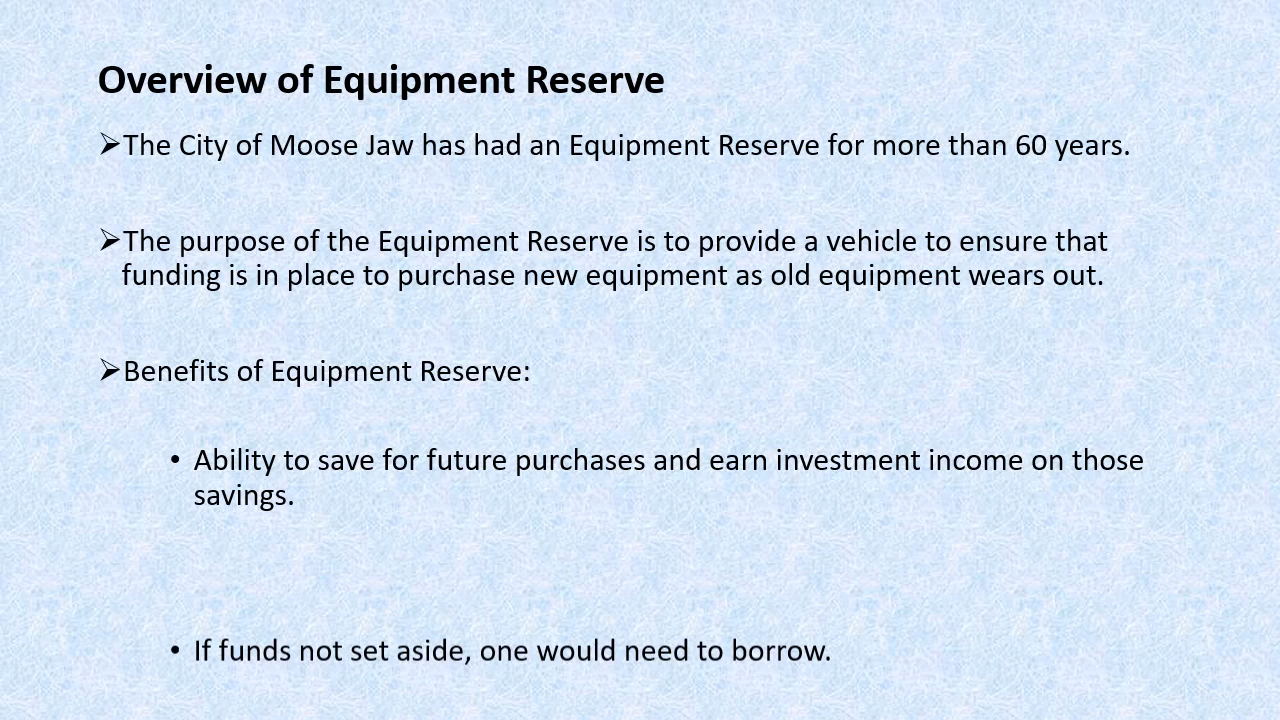 Overview of Equipment Reserve
➢The City of Moose Jaw has had an Equipment Reserve for more than 60 years.
➢The purpose of the Equipment Reserve is to provide a vehicle to ensure that
funding is in place to purchase new equipment as old equipment wears out.
➢Benefits of Equipment Reserve:
• Ability to save for future purchases and earn investment income on those
savings.
• If funds not set aside, one would need to borrow.